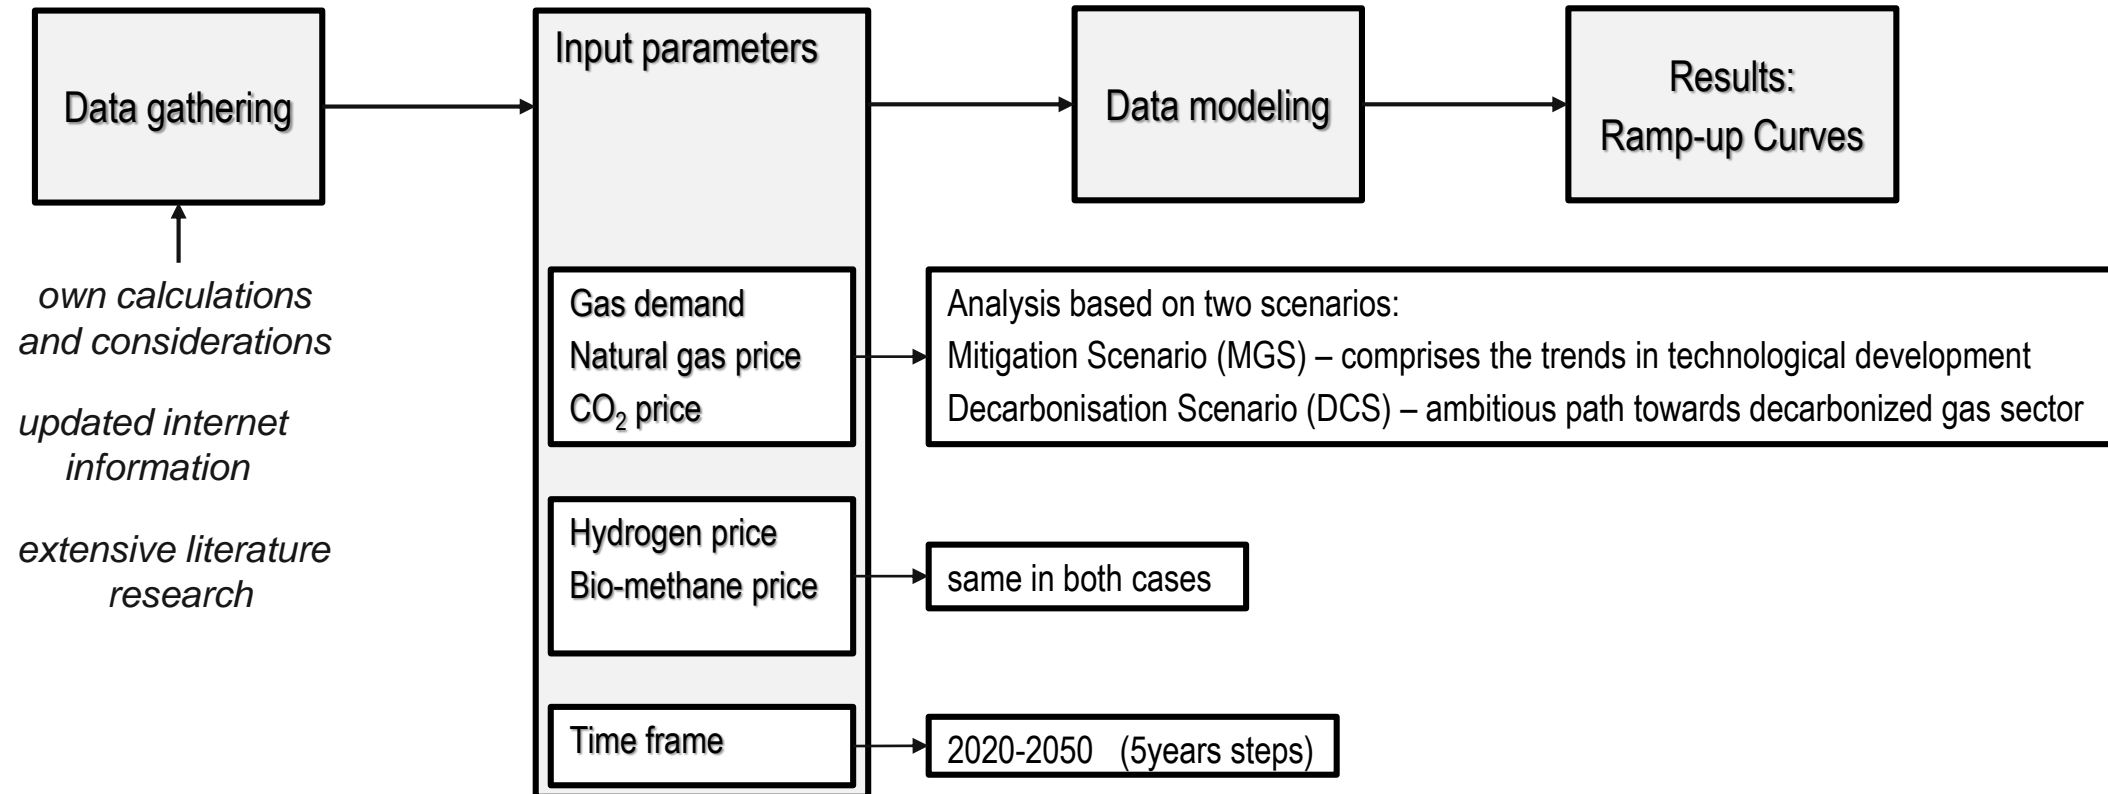 Data gathering
own calculations
and considerations
updated internet
information
extensive literature
research
Input parameters
Gas demand
Natural gas price
CO₂ price
Hydrogen price
Bio-methane price
Time frame
Data modeling
Results:
Ramp-up Curves
Analysis based on two scenarios:
Mitigation Scenario (MGS) – comprises the trends in technological development
Decarbonisation Scenario (DCS) – ambitious path towards decarbonized gas sector
same in both cases
2020-2050 (5years steps)